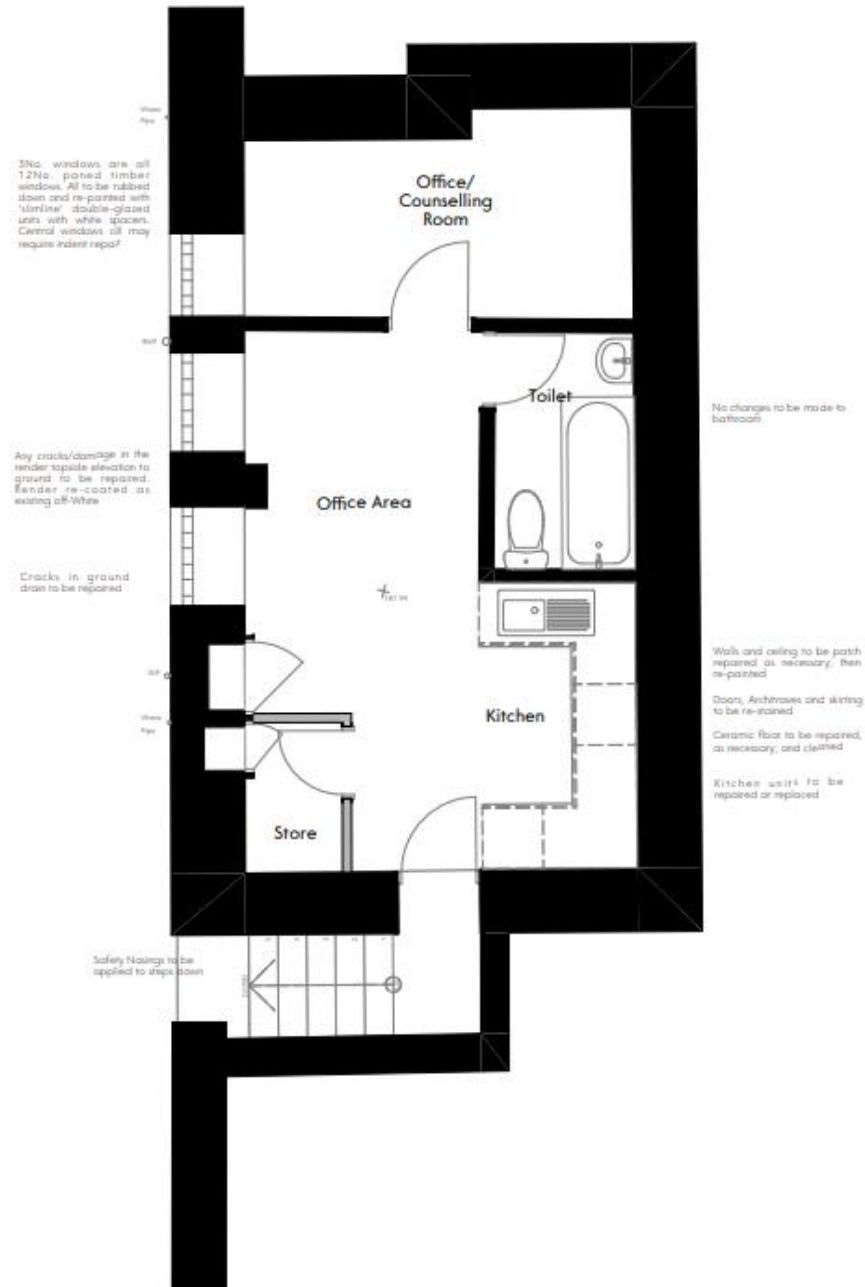 Waste
Pipe
3No. windows are all
12No. paned timber
windows. All to be rubbed
down and re-painted with
'slimline' double-glazed
units with white spacers.
Central windows cill may
require indent repair
Office/
Counselling
Room
RWP
Toilet
No changes to be made to
bathroom
Any cracks/damage in the
render topside elevation to
ground to be repaired.
Render re-coated as
existing off-White
Office Area
Cracks in ground
drain to be repaired
Walls and ceiling to be patch
repaired as necessary; then
re-painted
Doors, Architraves and skirting
to be re-stained
Ceramic floor to be repaired,
as necessary; and cleaned
Kitchen units to be
repaired or replaced
Kitchen
Waste
Pipe
Store
Safety Nosings to be
applied to steps down